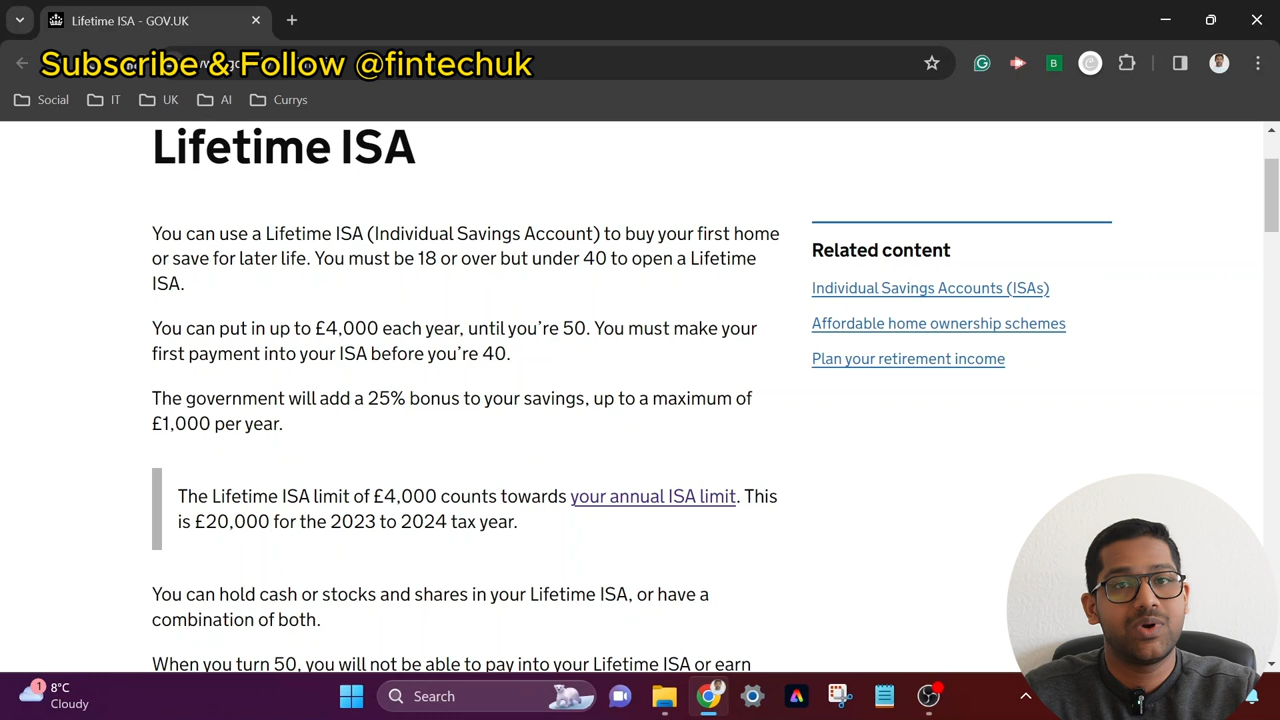 Lifetime ISA - GOV.UK
Subscribe & Follow @fintechuk
Social
IT
UK
AI
Currys
Lifetime ISA
You can use a Lifetime ISA (Individual Savings Account) to buy your first home
or save for later life. You must be 18 or over but under 40 to open a Lifetime
ISA.
You can put in up to £4,000 each year, until you’re 50. You must make your
first payment into your ISA before you’re 40.
The government will add a 25% bonus to your savings, up to a maximum of
£1,000 per year.
The Lifetime ISA limit of £4,000 counts towards your annual ISA limit. This
is £20,000 for the 2023 to 2024 tax year.
You can hold cash or stocks and shares in your Lifetime ISA, or have a
combination of both.
When you turn 50, you will not be able to pay into your Lifetime ISA or earn
Related content
Individual Savings Accounts (ISAs)
Affordable home ownership schemes
Plan your retirement income
1
8°C
Cloudy
Search